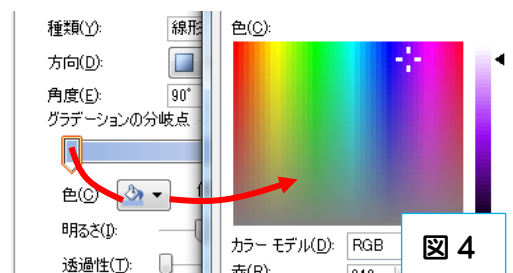 種類(Y): 線形
方向(D):
角度(E): 90°
グラデーションの分岐点
色(C)
明るさ(I):
透過性(T):
色(C):
カラー モデル(D): RGB
赤(R):
図 4